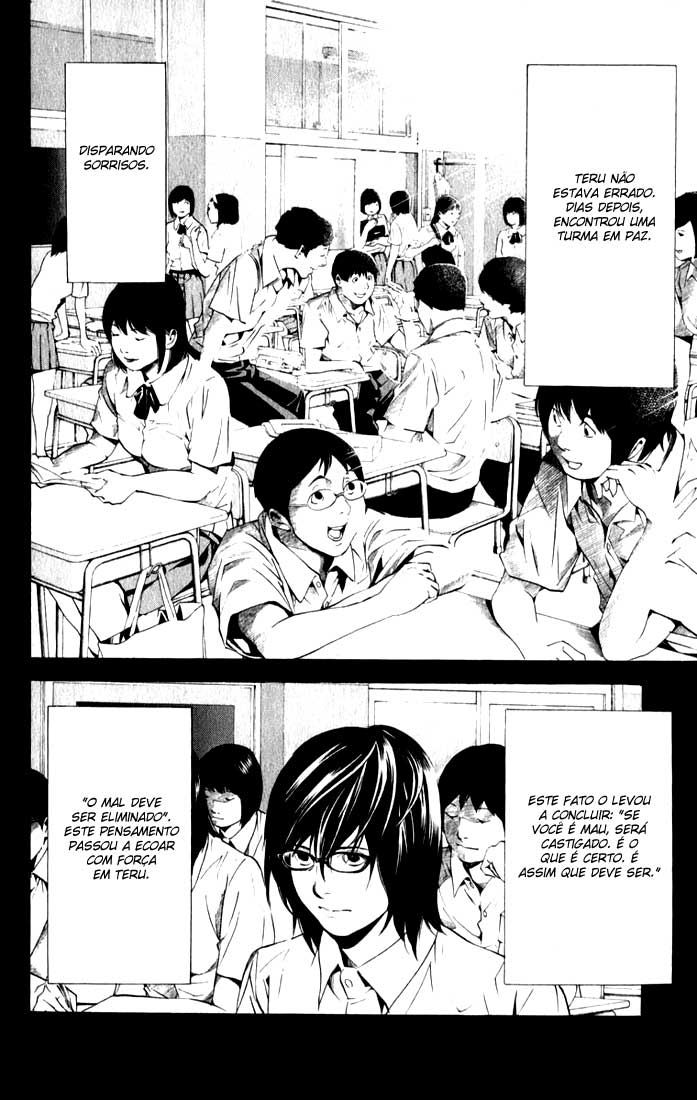 TERU NÃO
ESTAVA ERRADO.
DIAS DEPOIS,
ENCONTROU UMA
TURMA EM PAZ.
DISPARANDO
SORRISOS.
ESTE FATO O LEVOU
A CONCLUIR: "SE
VOCÊ É MAU, SERÁ
CASTIGADO. É O
QUE É CERTO. É
ASSIM QUE DEVE SER."
"O MAL DEVE
SER ELIMINADO".
ESTE PENSAMENTO
PASSOU A ECOAR
COM FORÇA
EM TERU.